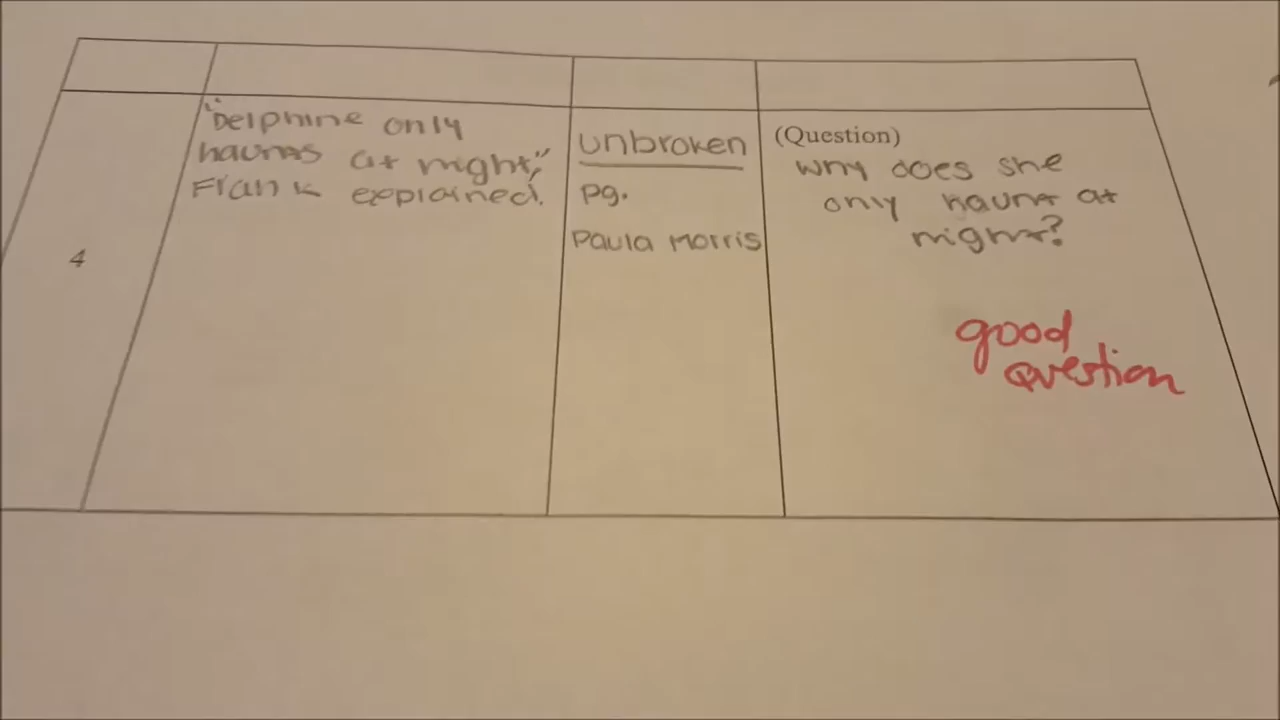 4
"Delphine only
haunts at night,"
Frank explained.
Unbroken
pg.
Paula Morris
(Question)
Why does she
only haunt at
night?
good
question